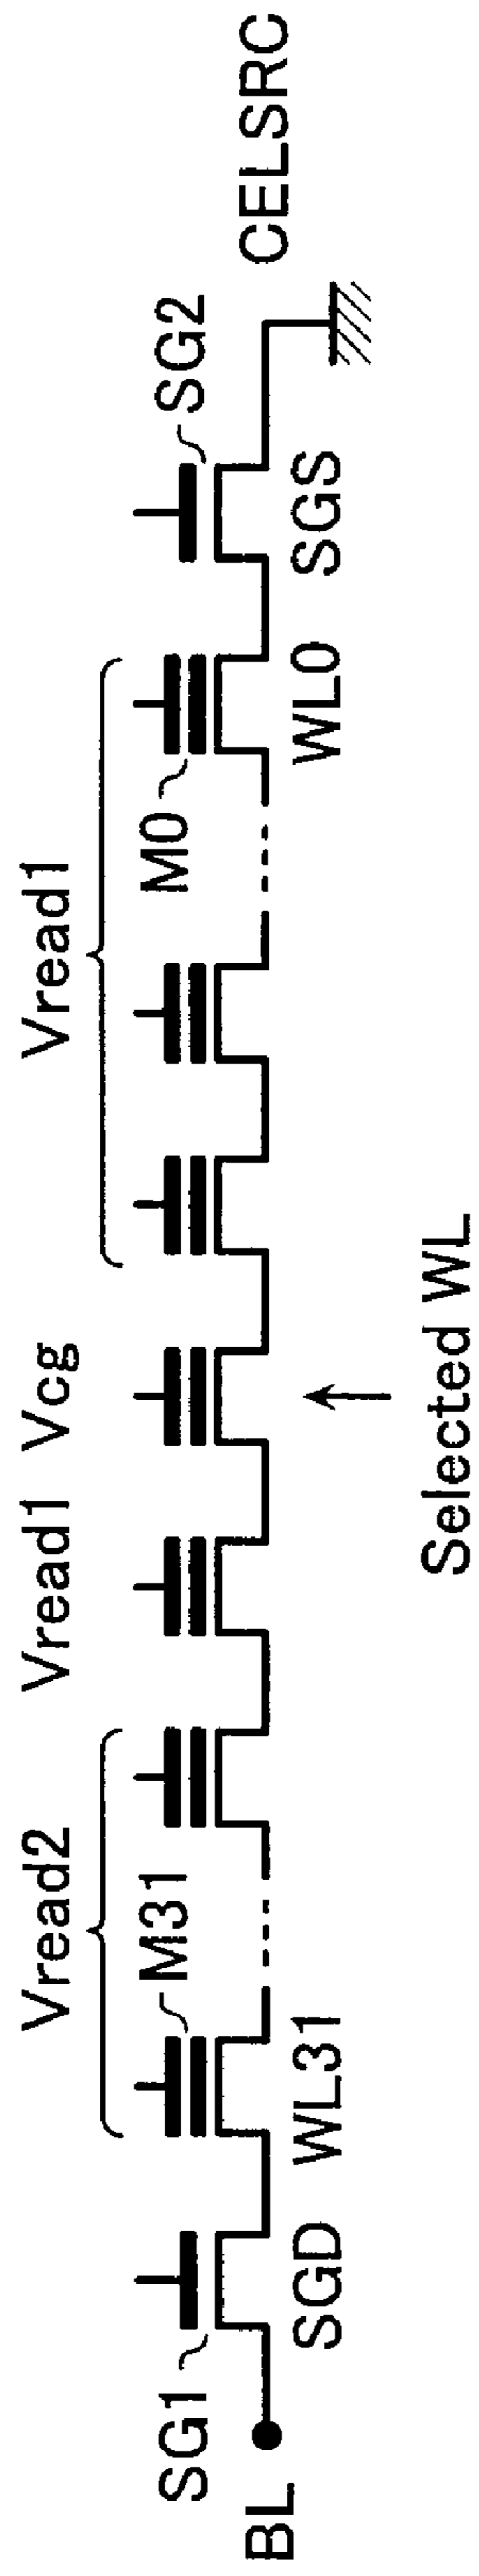 Vread2
Vread1
Vcg
Vread1
SG1
M31
M0
SG2
BL
SGD
WL31
WL0
SGS
CELSRC
Selected WL